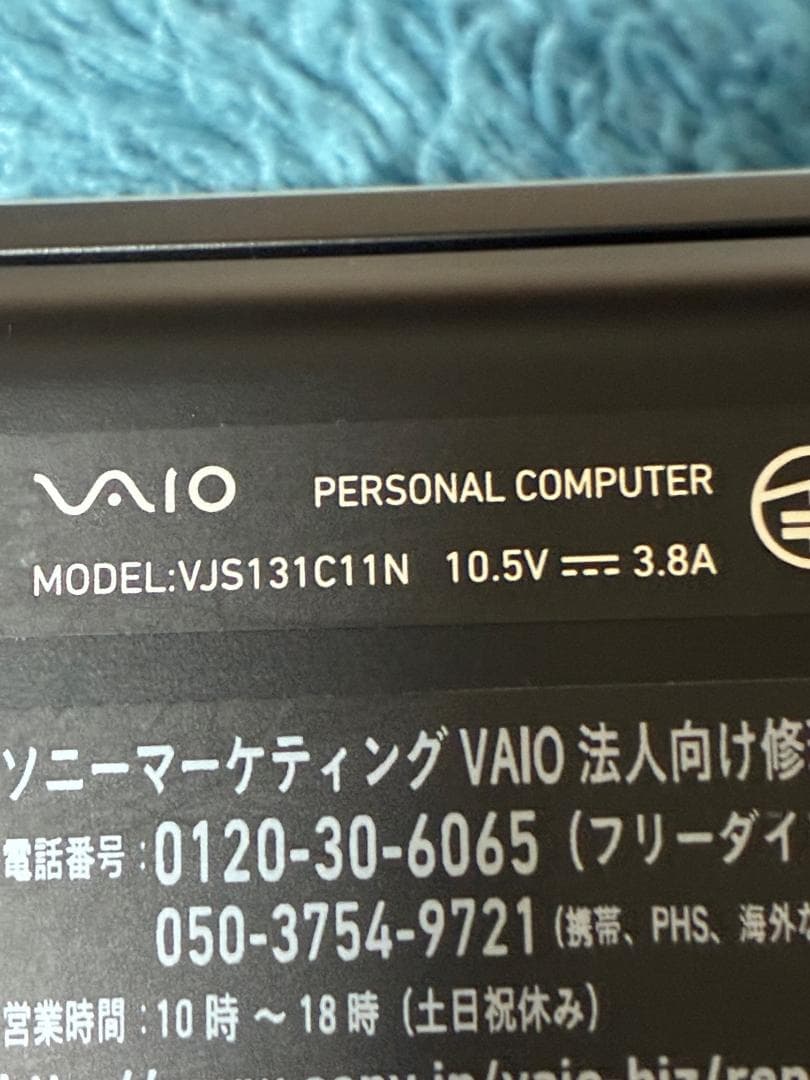 VAIO PERSONAL COMPUTER
MODEL:VJS131C11N 10.5V ⎓ 3.8A
ソニーマーケティング VAIO 法人向け修
電話番号:0120-30-6065(フリーダイ
050-3754-9721(携帯、PHS、海外
営業時間:10時~18時(土日祝休み)